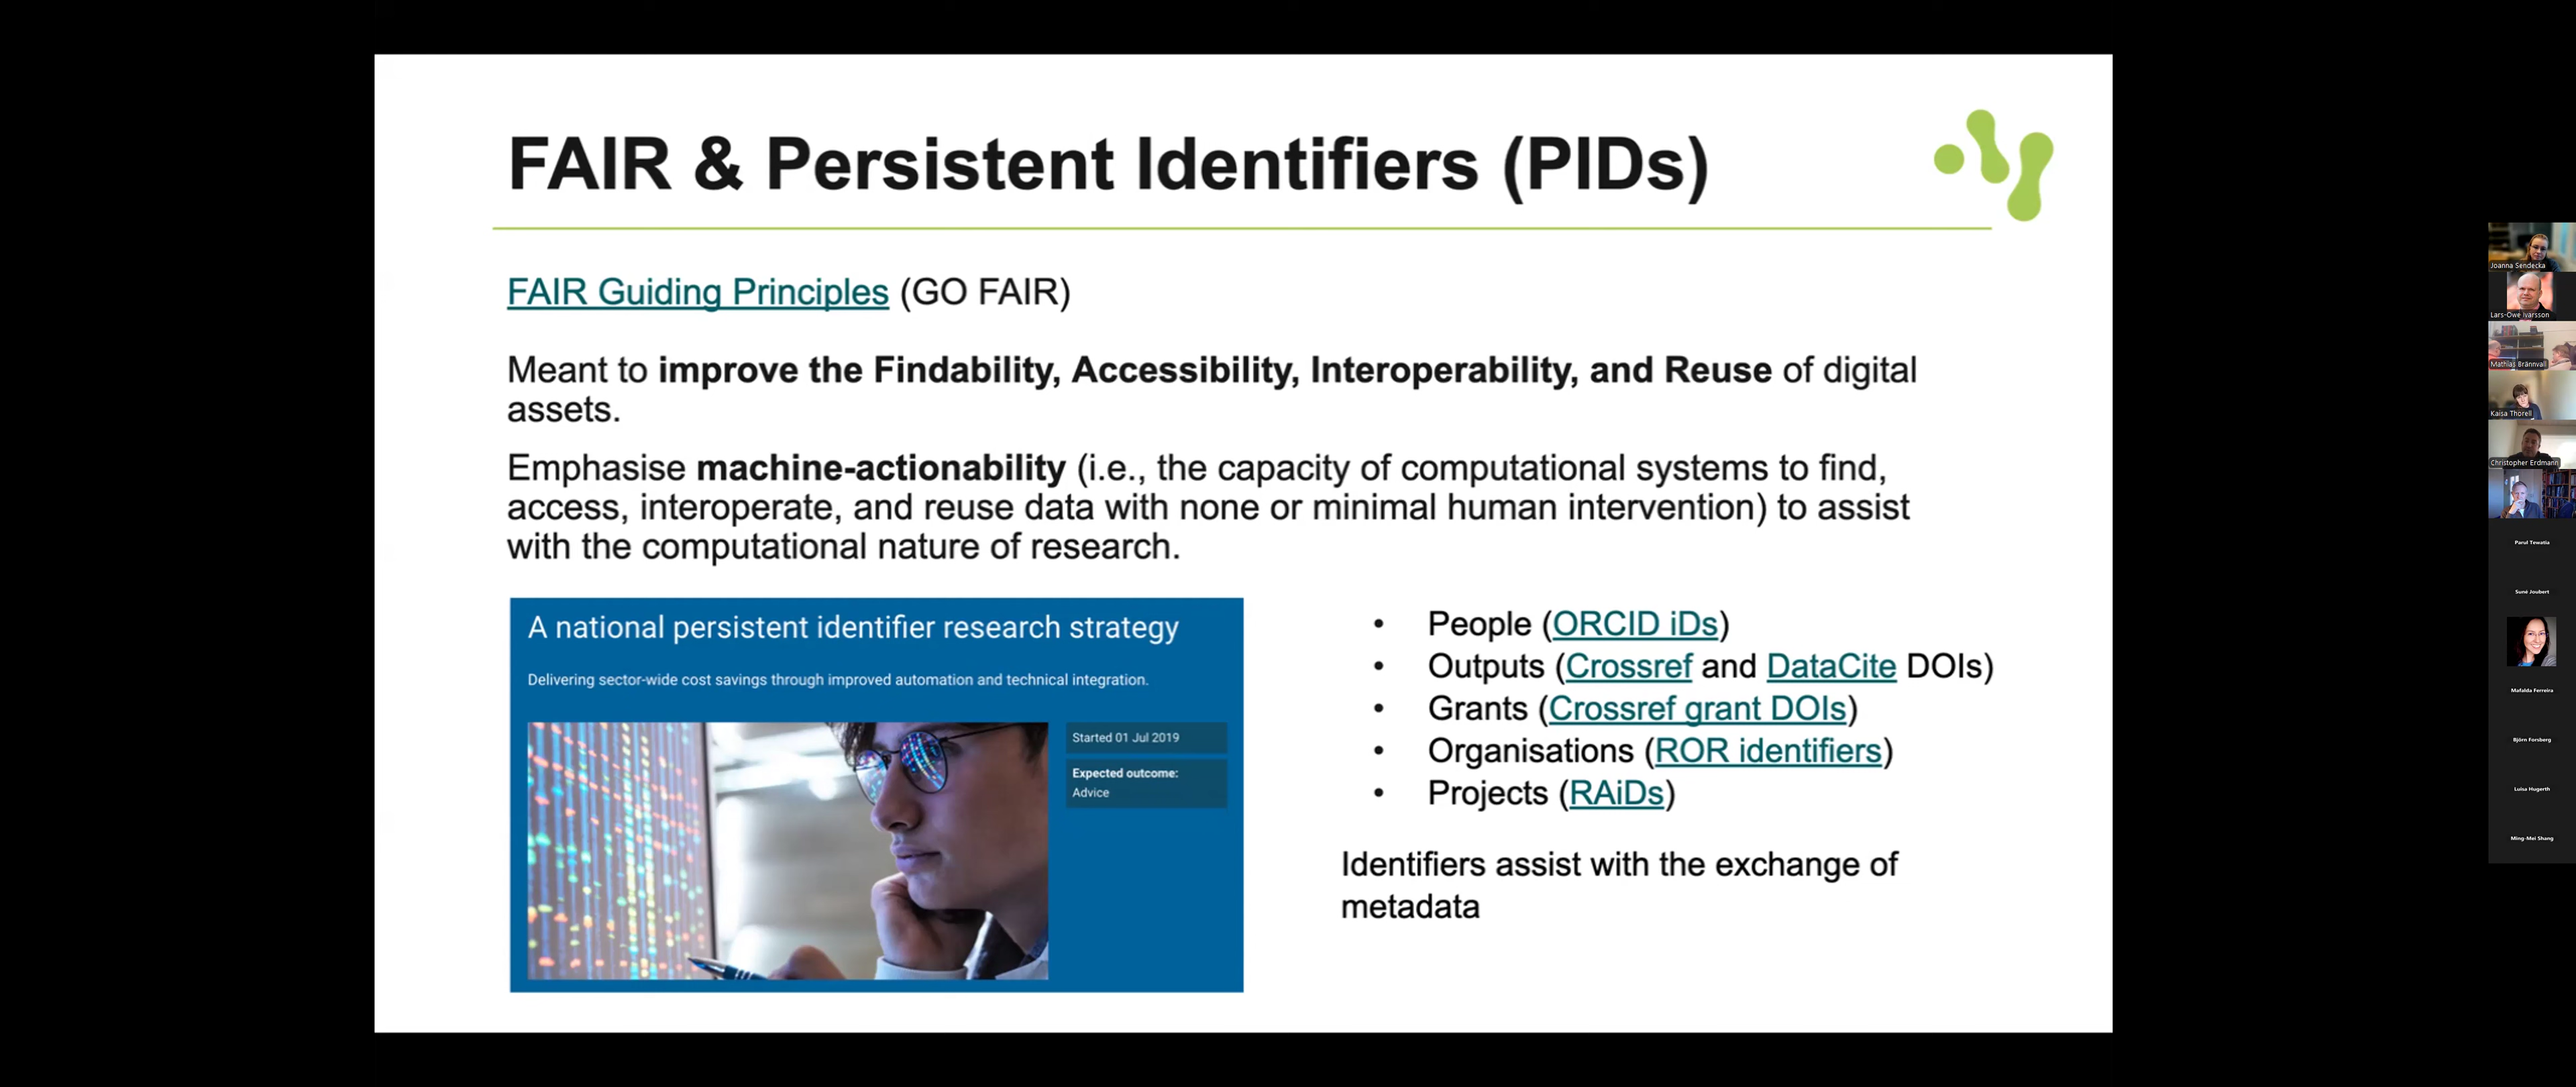 FAIR & Persistent Identifiers (PIDs)
FAIR Guiding Principles (GO FAIR)
Meant to improve the Findability, Accessibility, Interoperability, and Reuse of digital
assets.
Emphasise machine-actionability (i.e., the capacity of computational systems to find,
access, interoperate, and reuse data with none or minimal human intervention) to assist
with the computational nature of research.
A national persistent identifier research strategy
Delivering sector-wide cost savings through improved automation and technical integration.
Started 01 Jul 2019
Expected outcome:
Advice
• People (ORCID iDs)
• Outputs (Crossref and DataCite DOIs)
• Grants (Crossref grant DOIs)
• Organisations (ROR identifiers)
• Projects (RAiDs)
Identifiers assist with the exchange of
metadata
Joanna Sendecka
Lars-Owe Ivarsson
Mathias Brännvall
Kaisa Thorell
Christopher Erdmann
Parul Tewatia
Suné Joubert
Mafalda Ferreira
Björn Forsberg
Luisa Hugerth
Ming-Mei Shang